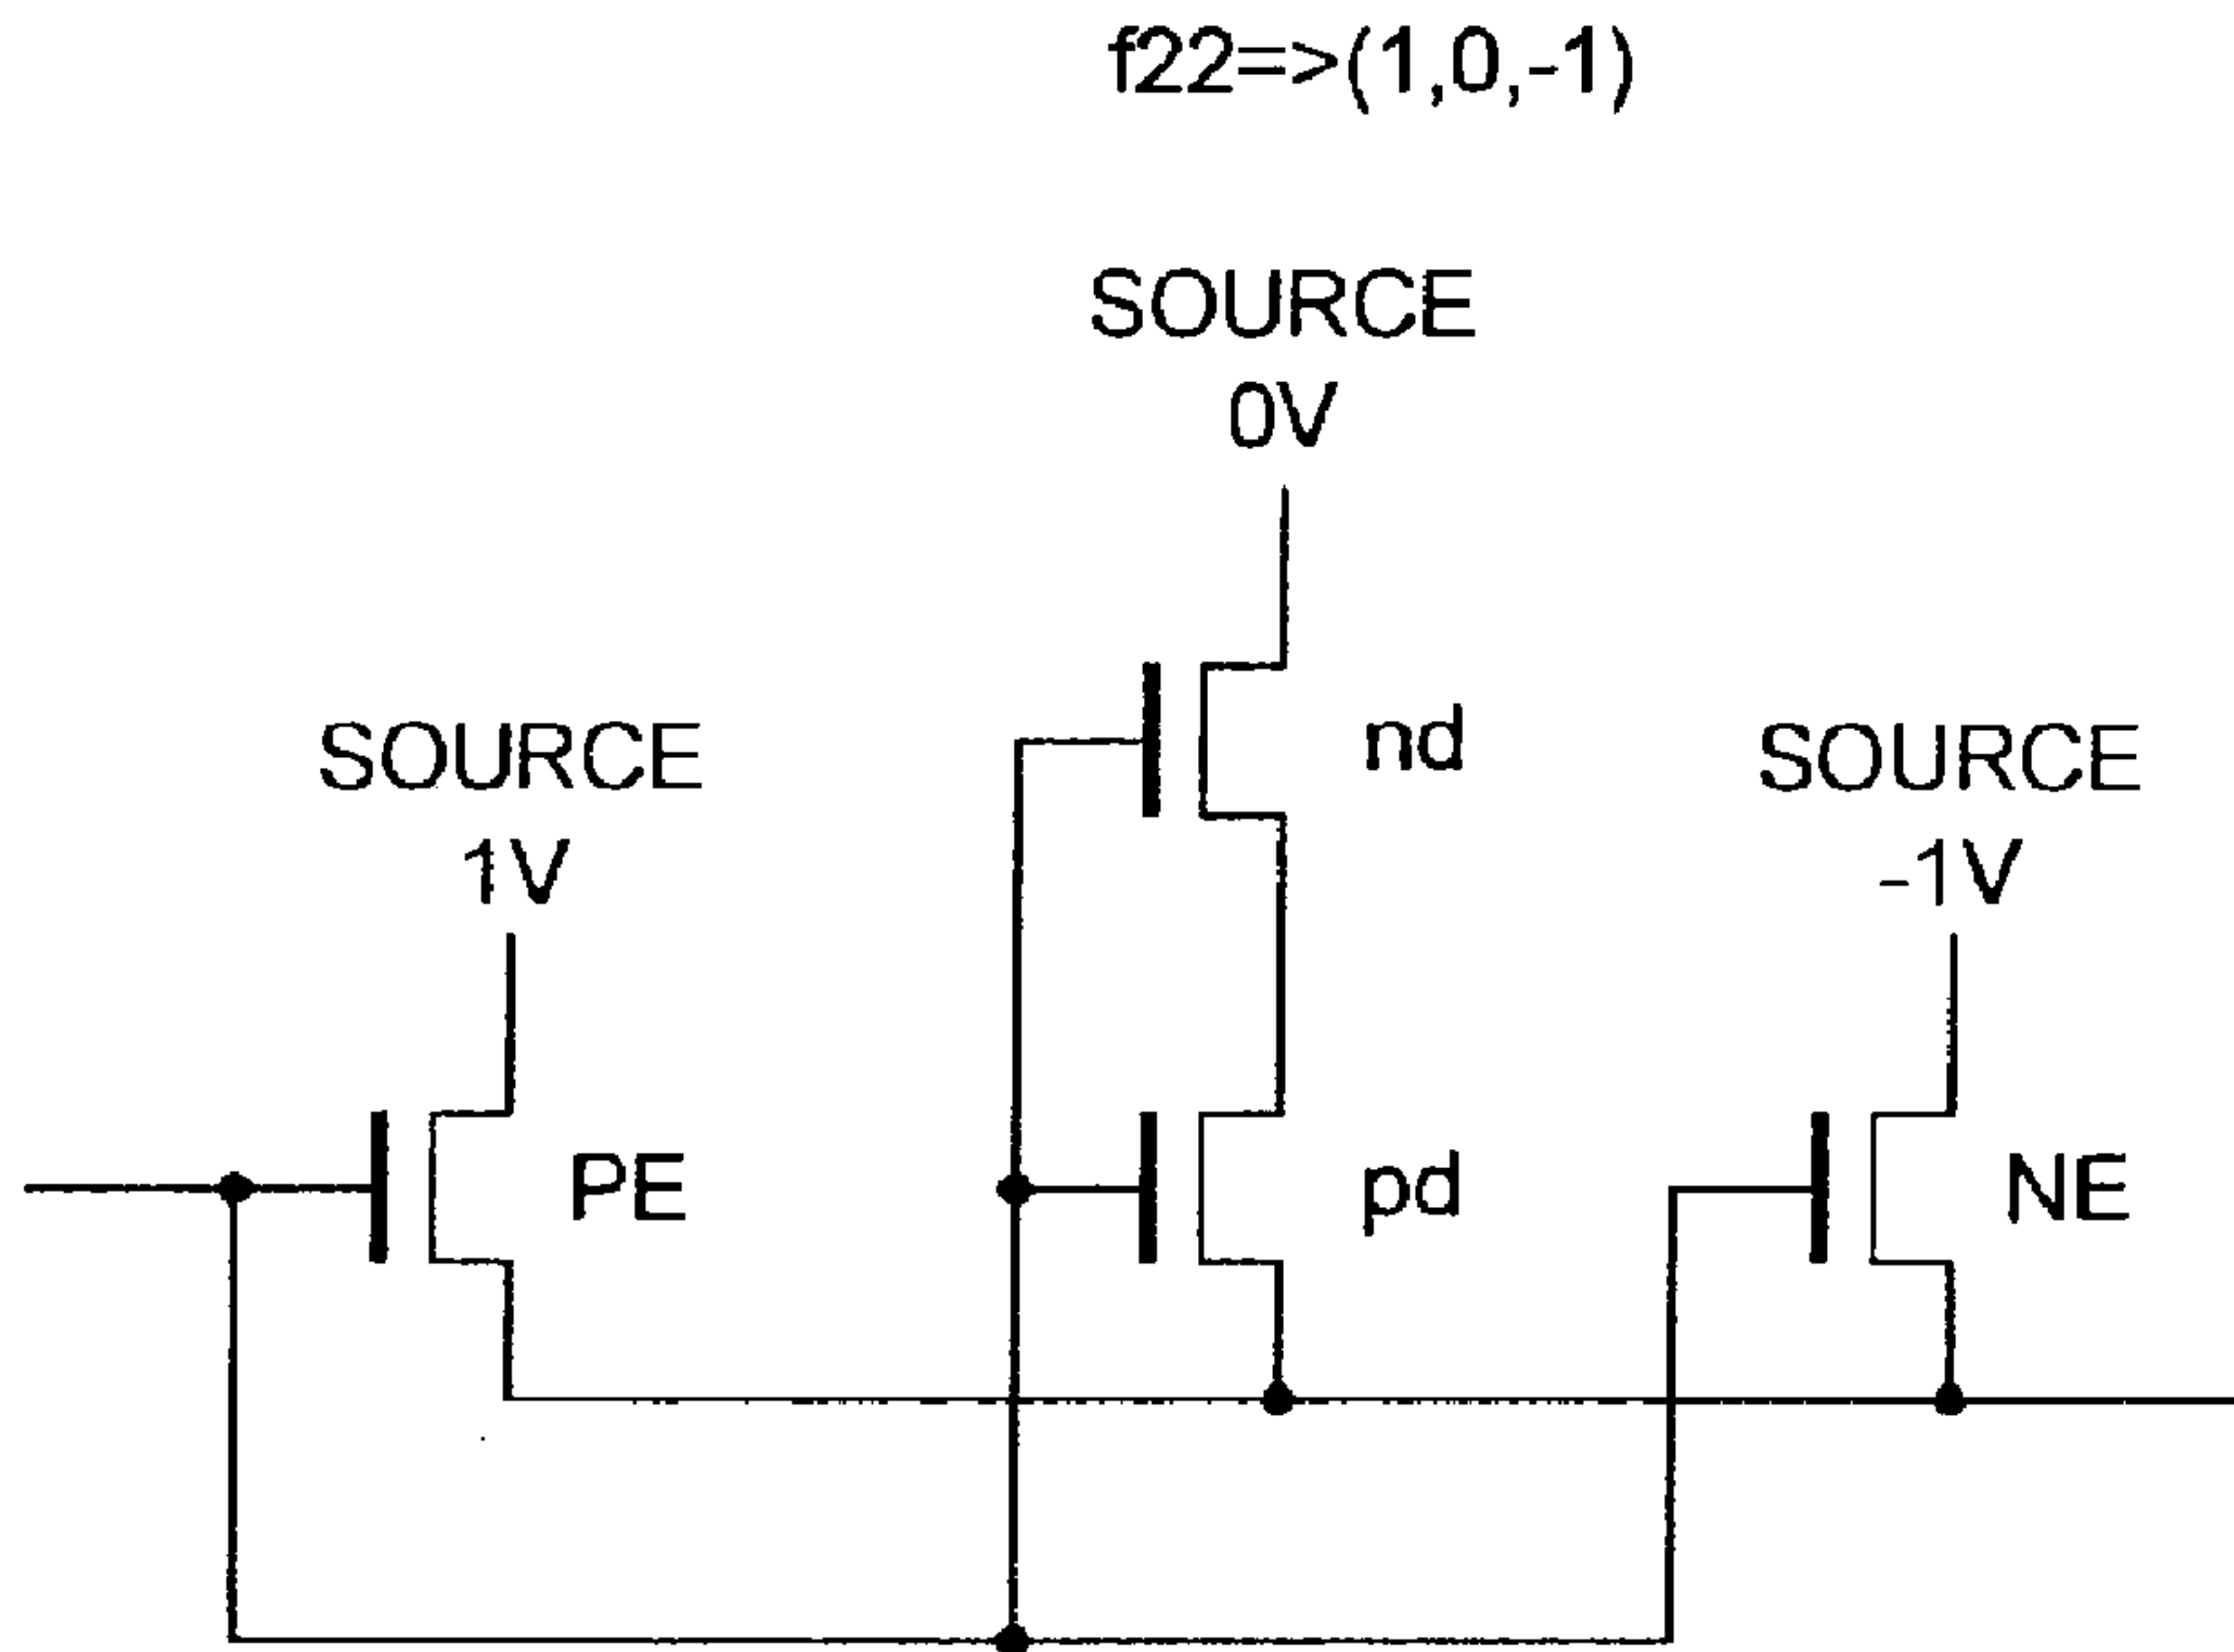 f22=>(1,0,-1)
SOURCE
0V
nd
SOURCE
1V
SOURCE
-1V
PE
pd
NE